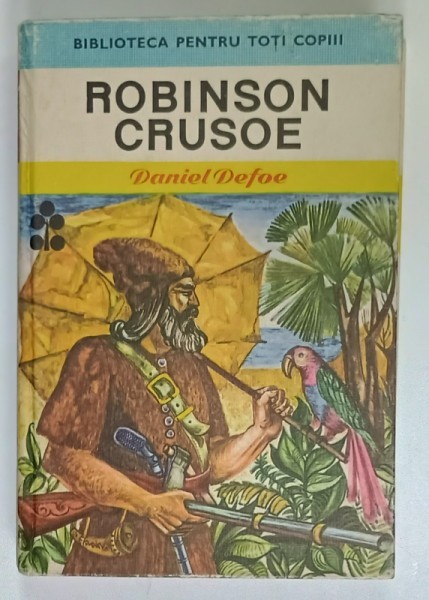 BIBLIOTECA PENTRU TOȚI COPIII
ROBINSON
CRUSOE
Daniel Defoe